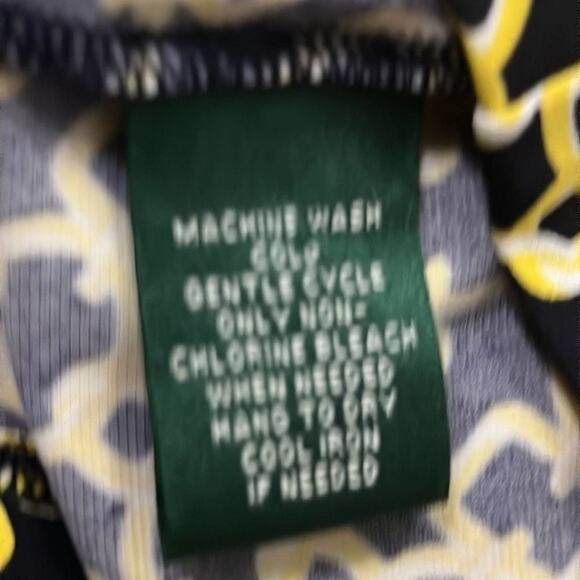 MACHINE WASH
COLD
GENTLE CYCLE
ONLY NON-
CHLORINE BLEACH
WHEN NEEDED
HANG TO DRY
COOL IRON
IF NEEDED